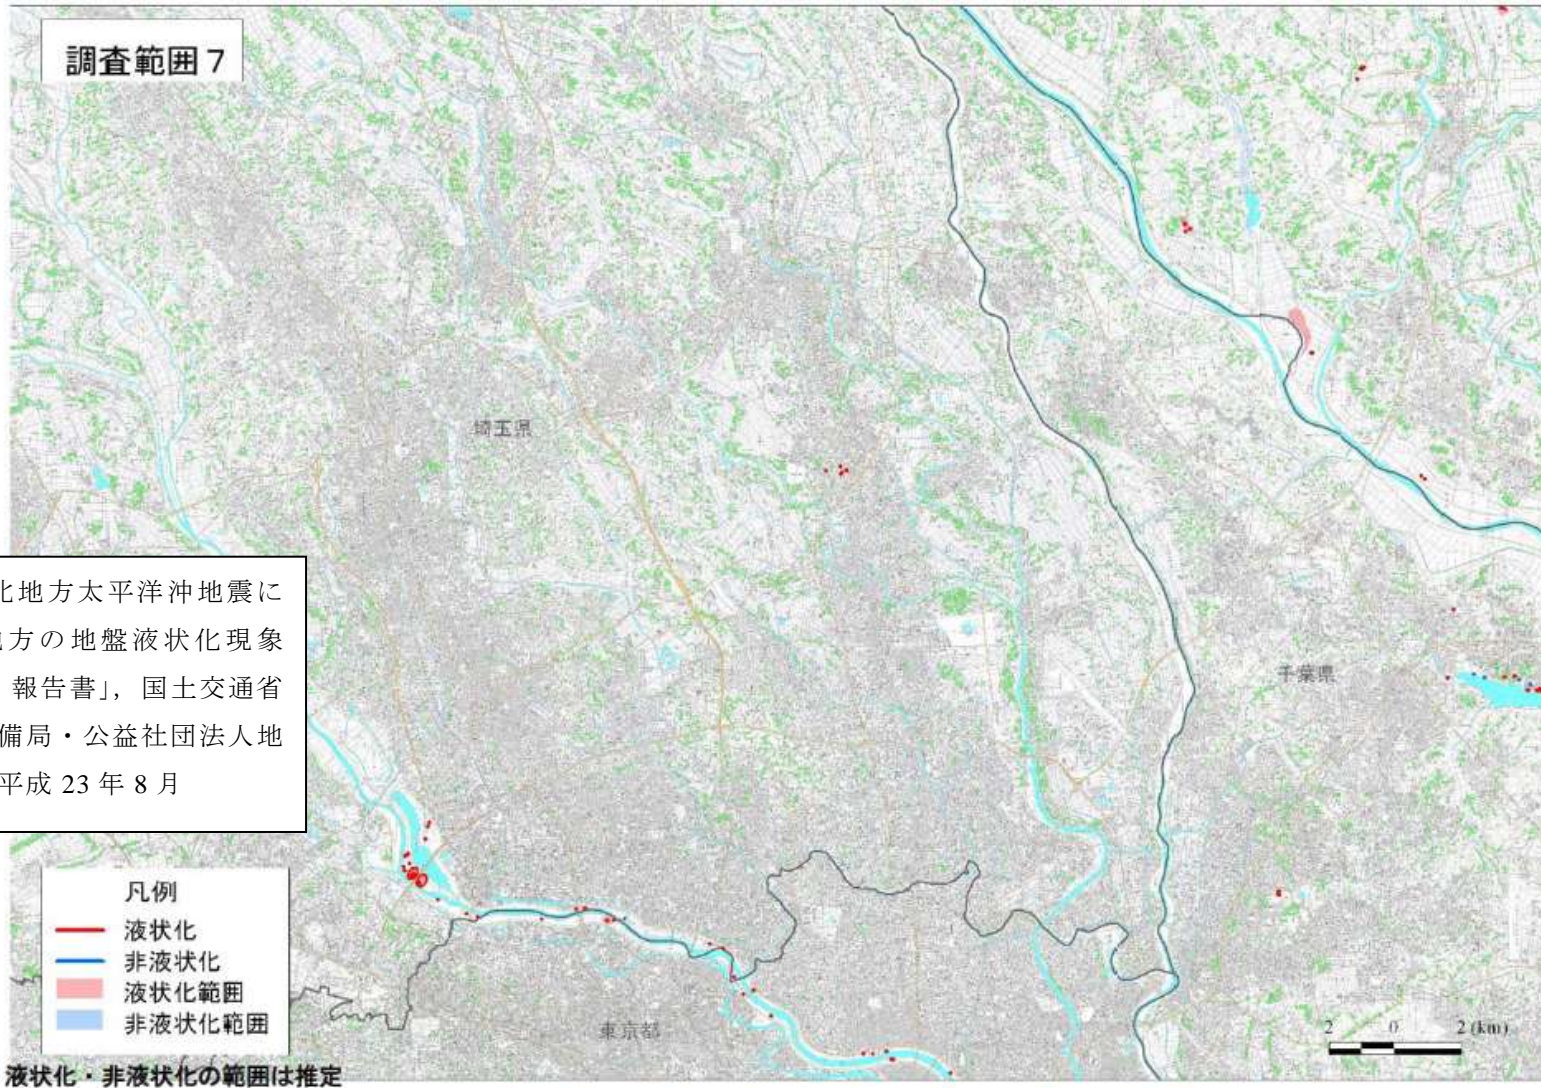 調査範囲7
埼玉県
北地方太平洋沖地震に
地方の地盤液状化現象
報告書」，国土交通省
備局・公益社団法人地
平成 23 年 8 月
千葉県
凡例
液状化
非液状化
液状化範囲
非液状化範囲
東京都
2 0 2 (km)
液状化・非液状化の範囲は推定